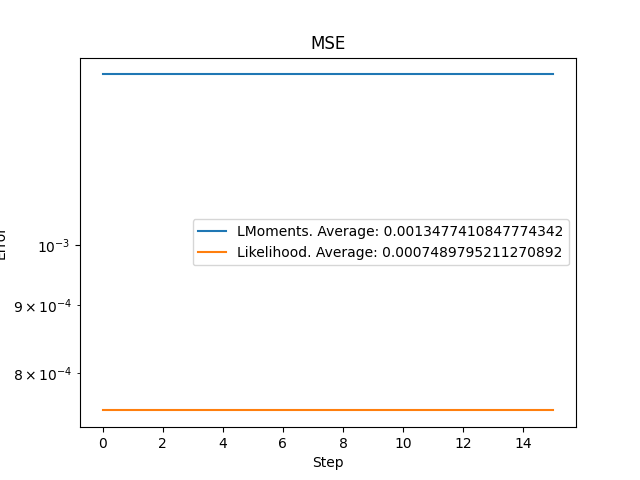 MSE
Error
10⁻³
9 × 10⁻⁴
8 × 10⁻⁴
LMoments. Average: 0.0013477410847774342
Likelihood. Average: 0.0007489795211270892
0 2 4 6 8 10 12 14
Step